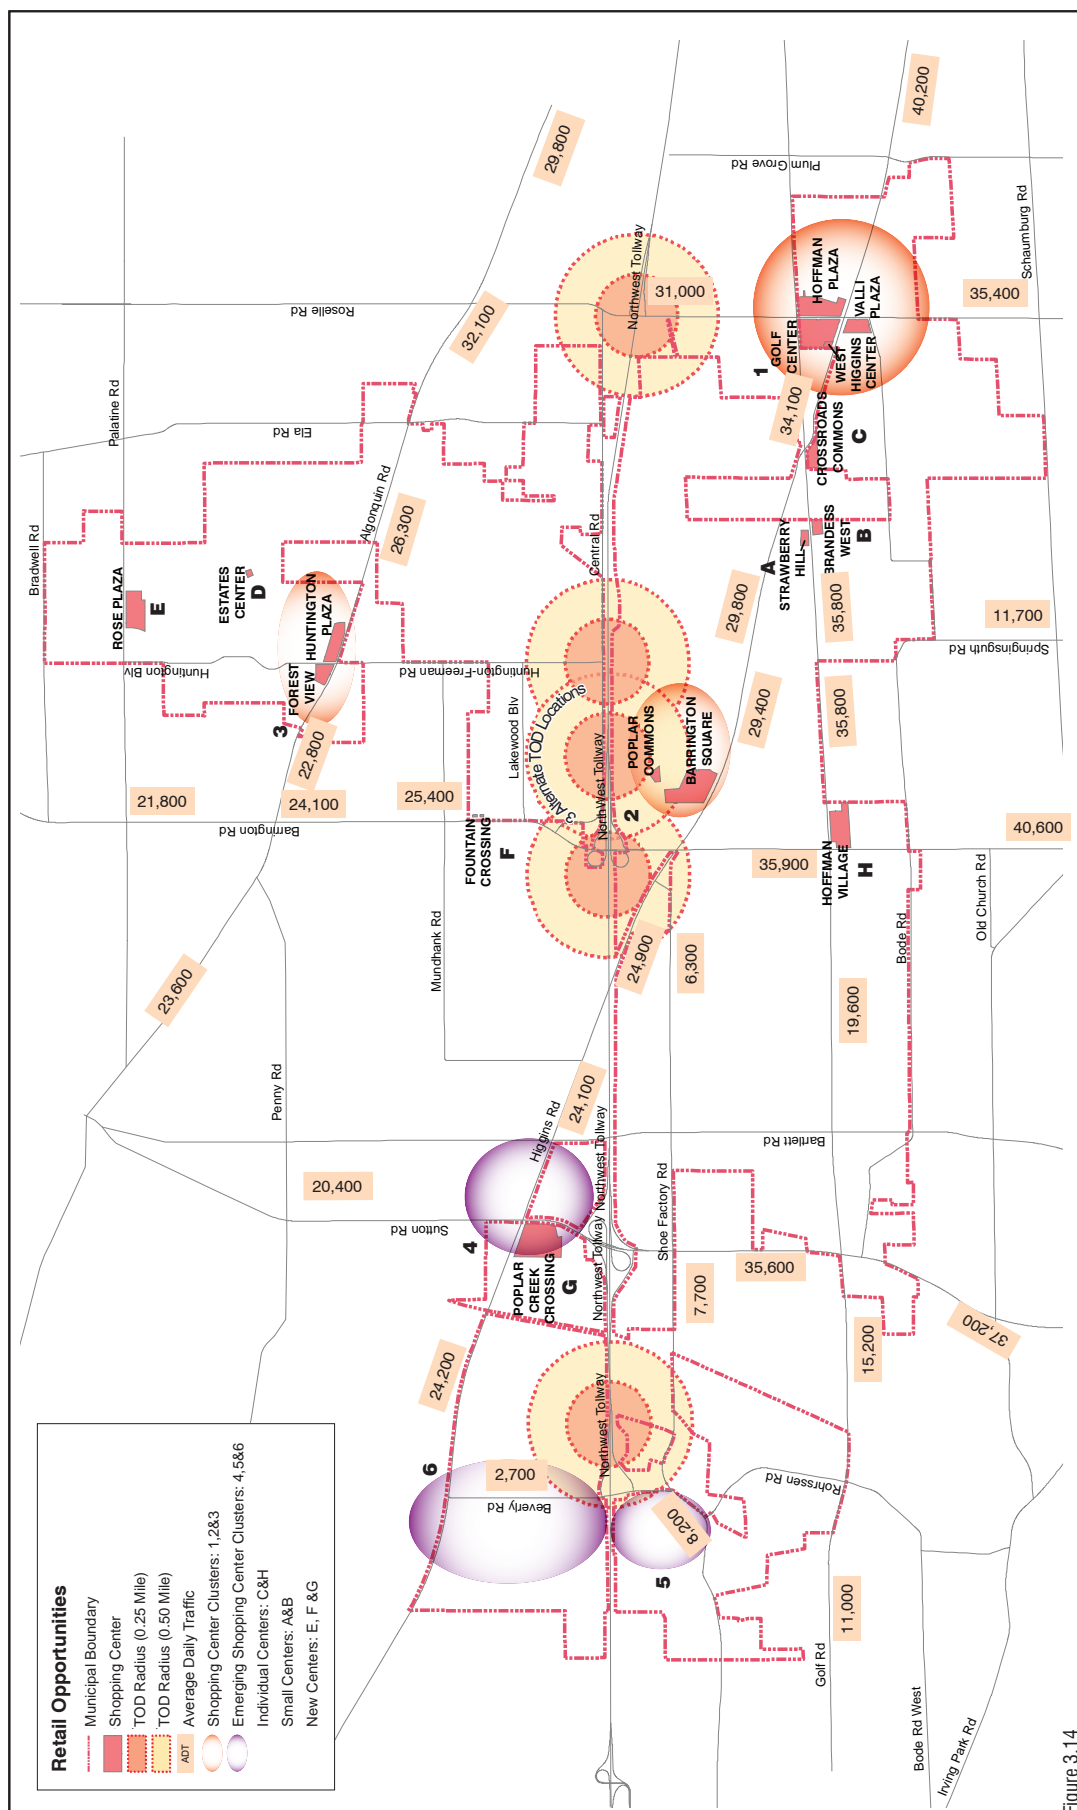 Retail Opportunities
Municipal Boundary
Shopping Center
TOD Radius (0.25 Mile)
TOD Radius (0.50 Mile)
ADT
Average Daily Traffic
Shopping Center Clusters: 1,2&3
Emerging Shopping Center Clusters: 4,5&6
Individual Centers: C&H
Small Centers: A&B
New Centers: E, F &G
Bradwell Rd
Palatine Rd
ROSE PLAZA
E
ESTATES
CENTER
D
Huntington Blv
HUNTINGTON
PLAZA
FOREST
VIEW
3
22,800
21,800
24,100
Barrington Rd
25,400
Algonquin Rd
26,300
Ela Rd
Roselle Rd
32,100
29,800
23,600
Penny Rd
Mundhank Rd
FOUNTAIN
CROSSING
F
Lakewood Blv
Huntington-Freeman Rd
3 Alternate TOD Locations
Central Rd
Northwest Tollway
31,000
NorthWest Tollway
2
POPLAR
COMMONS
BARRINGTON
SQUARE
29,400
29,800
A
STRAWBERRY
HILL
BRANDESS
WEST
B
35,800
35,800
34,100
CROSSROADS
COMMONS
C
1
GOLF
CENTER
HOFFMAN
PLAZA
WEST
HIGGINS
CENTER
VALLI
PLAZA
Plum Grove Rd
40,200
Schaumburg Rd
35,400
11,700
Springinsguth Rd
40,600
35,900
HOFFMAN
VILLAGE
H
Bode Rd
Old Church Rd
19,600
6,300
24,900
24,100
Higgins Rd
20,400
Sutton Rd
4
POPLAR
CREEK
CROSSING
G
Northwest Tollway
Northwest Tollway
Shoe Factory Rd
Bartlett Rd
35,600
7,700
37,200
15,200
24,200
6
2,700
Beverly Rd
Northwest Tollway
8,200
5
Rohrssen Rd
11,000
Golf Rd
Bode Rd West
Irving Park Rd
Figure 3.14